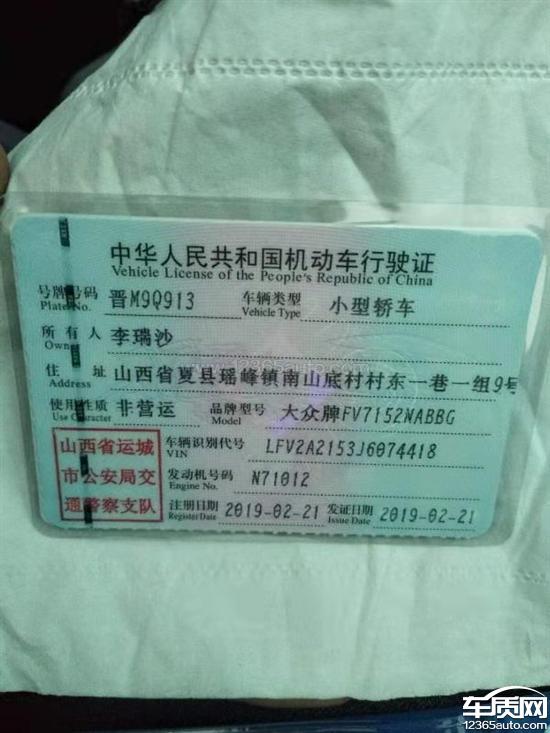 中华人民共和国机动车行驶证
Vehicle License of the People's Republic of China
号牌号码 晋M9Q913 车辆类型 小型轿车
Plate No. Vehicle Type
所有人 李瑞沙
Owner
住址 山西省夏县瑶峰镇南山底村村东一巷一组9号
Address
使用性质 非营运 品牌型号 大众牌FV7152NABBG
Use Character Model
山西省运城 车辆识别代号 LFV2A2153J6074418
VIN
市公安局交 发动机号码 N71012
Engine No.
通警察支队 注册日期 2019-02-21 发证日期 2019-02-21
Register Date Issue Date
车质网
www.12365auto.com